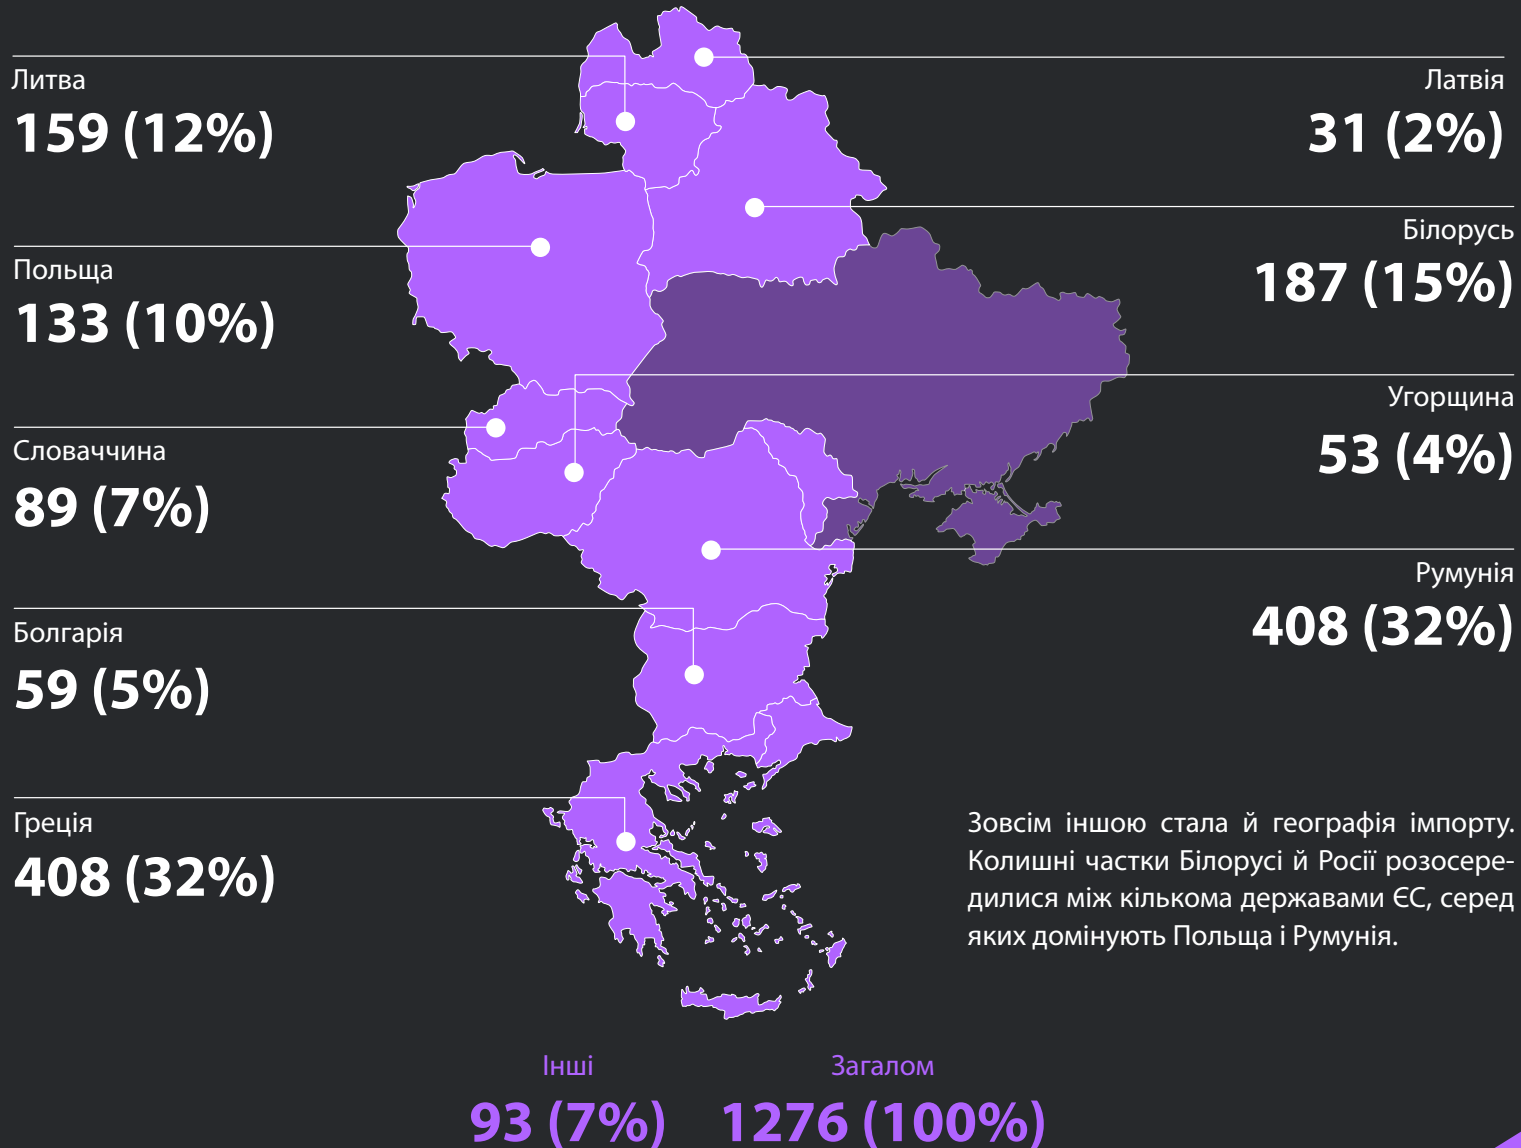 Литва
159 (12%)
Латвія
31 (2%)
Польща
133 (10%)
Білорусь
187 (15%)
Словаччина
89 (7%)
Угорщина
53 (4%)
Болгарія
59 (5%)
Румунія
408 (32%)
Греція
408 (32%)
Зовсім іншою стала й географія імпорту.
Колишні частки Білорусі й Росії розосере-
дилися між кількома державами ЄС, серед
яких домінують Польща і Румунія.
Інші
93 (7%)
Загалом
1276 (100%)